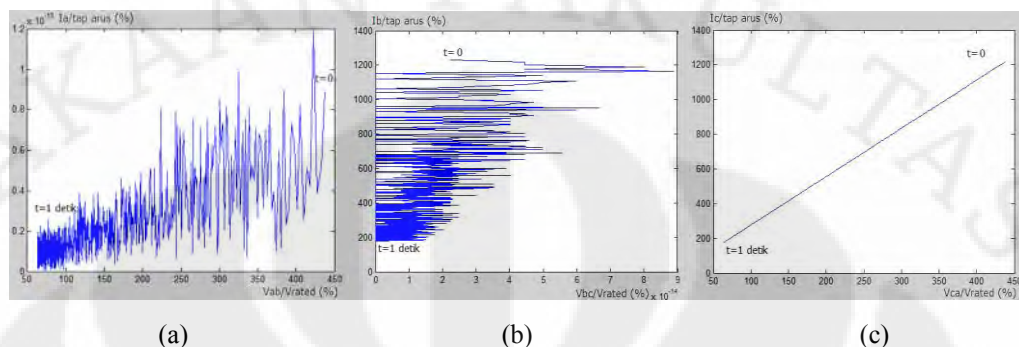 1.2 x 10⁻¹³ Ia/tap arus (%)
1
0.8
0.6
0.4
0.2
0
t=0
t=1 detik
50 100 150 200 250 300 350 400 450
Vab/Vrated (%)
(a)
Ib/tap arus (%)
1400
1200
1000
800
600
400
200
0
t= 0
t=1 detik
0 1 2 3 4 5 6 7 8 9
Vbc/Vrated (%) x 10⁻¹⁴
(b)
Ic/tap arus (%)
1400
1200
1000
800
600
400
200
0
t=0
t=1 detik
50 100 150 200 250 300 350 400 450
Vca/Vrated (%)
(c)